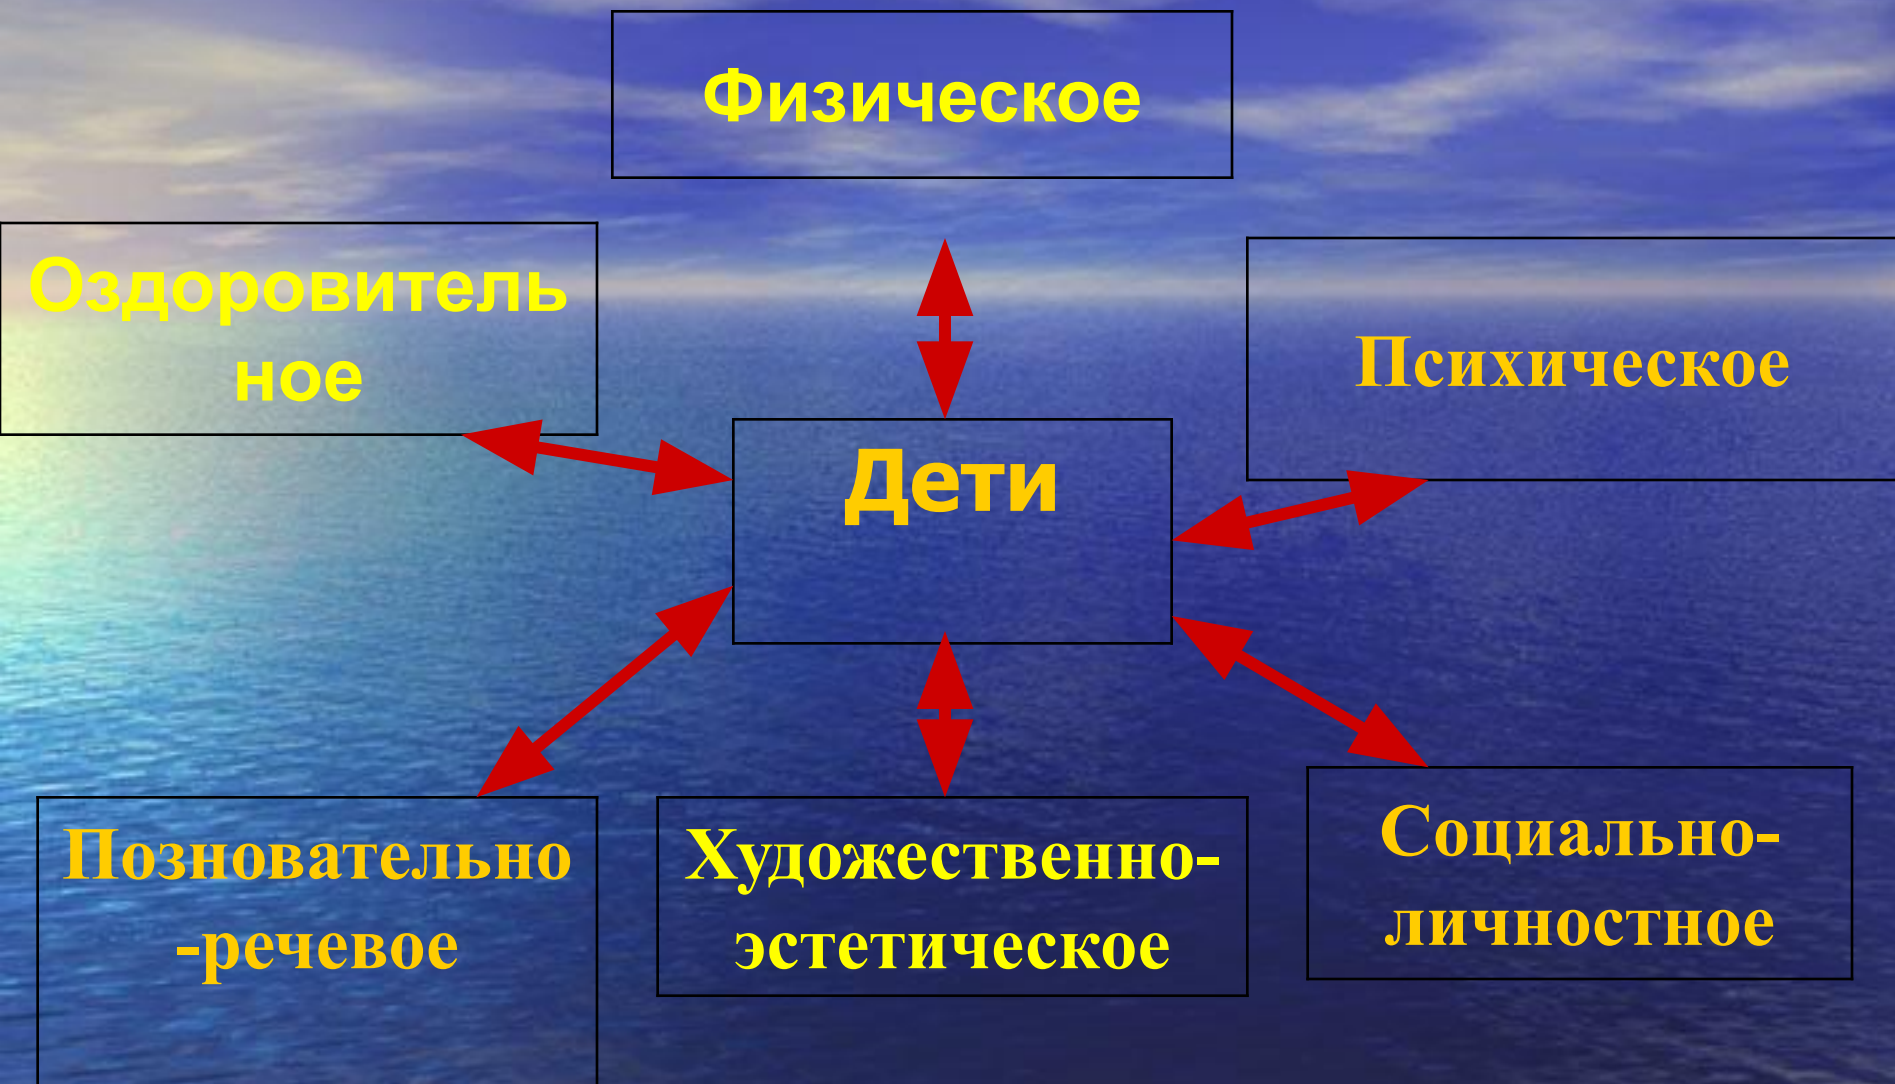 Физическое
Оздоровитель
ное
Психическое
Дети
Позновательно
-речевое
Художественно-
эстетическое
Социально-
личностное